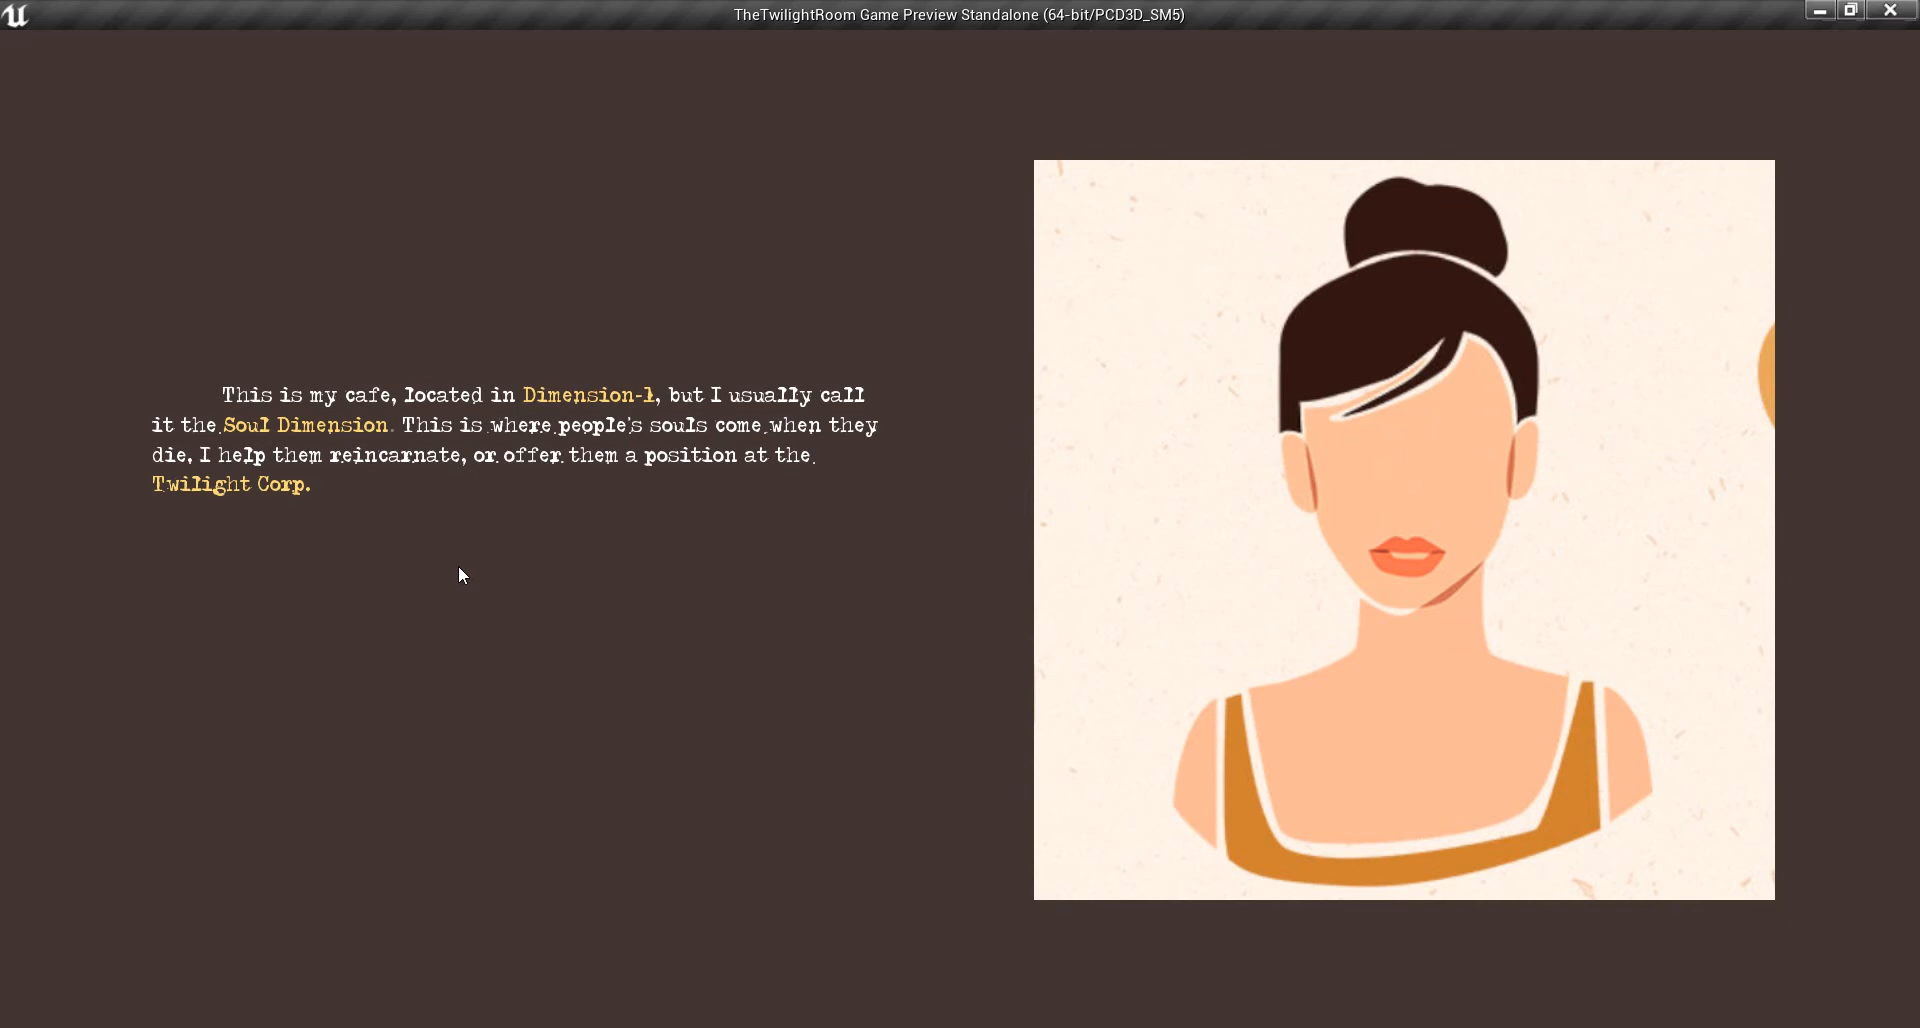 TheTwilightRoom Game Preview Standalone (64-bit/PCD3D_SM5)
This is my cafe, located in Dimension-1, but I usually call
it the Soul Dimension. This is where people's souls come when they
die, I help them reincarnate, or offer them a position at the
Twilight Corp.